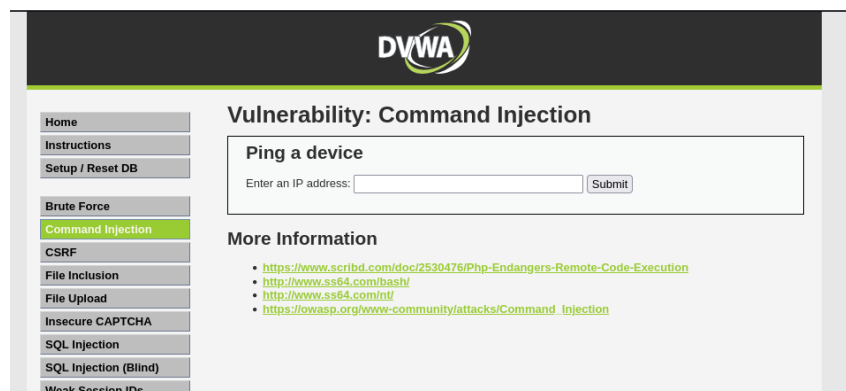 DVWA
Home
Instructions
Setup / Reset DB
Brute Force
Command Injection
CSRF
File Inclusion
File Upload
Insecure CAPTCHA
SQL Injection
SQL Injection (Blind)
Weak Session IDs
Vulnerability: Command Injection
Ping a device
Enter an IP address: Submit
More Information
https://www.scribd.com/doc/2530476/Php-Endangers-Remote-Code-Execution
http://www.ss64.com/bash/
http://www.ss64.com/nt/
https://owasp.org/www-community/attacks/Command_Injection